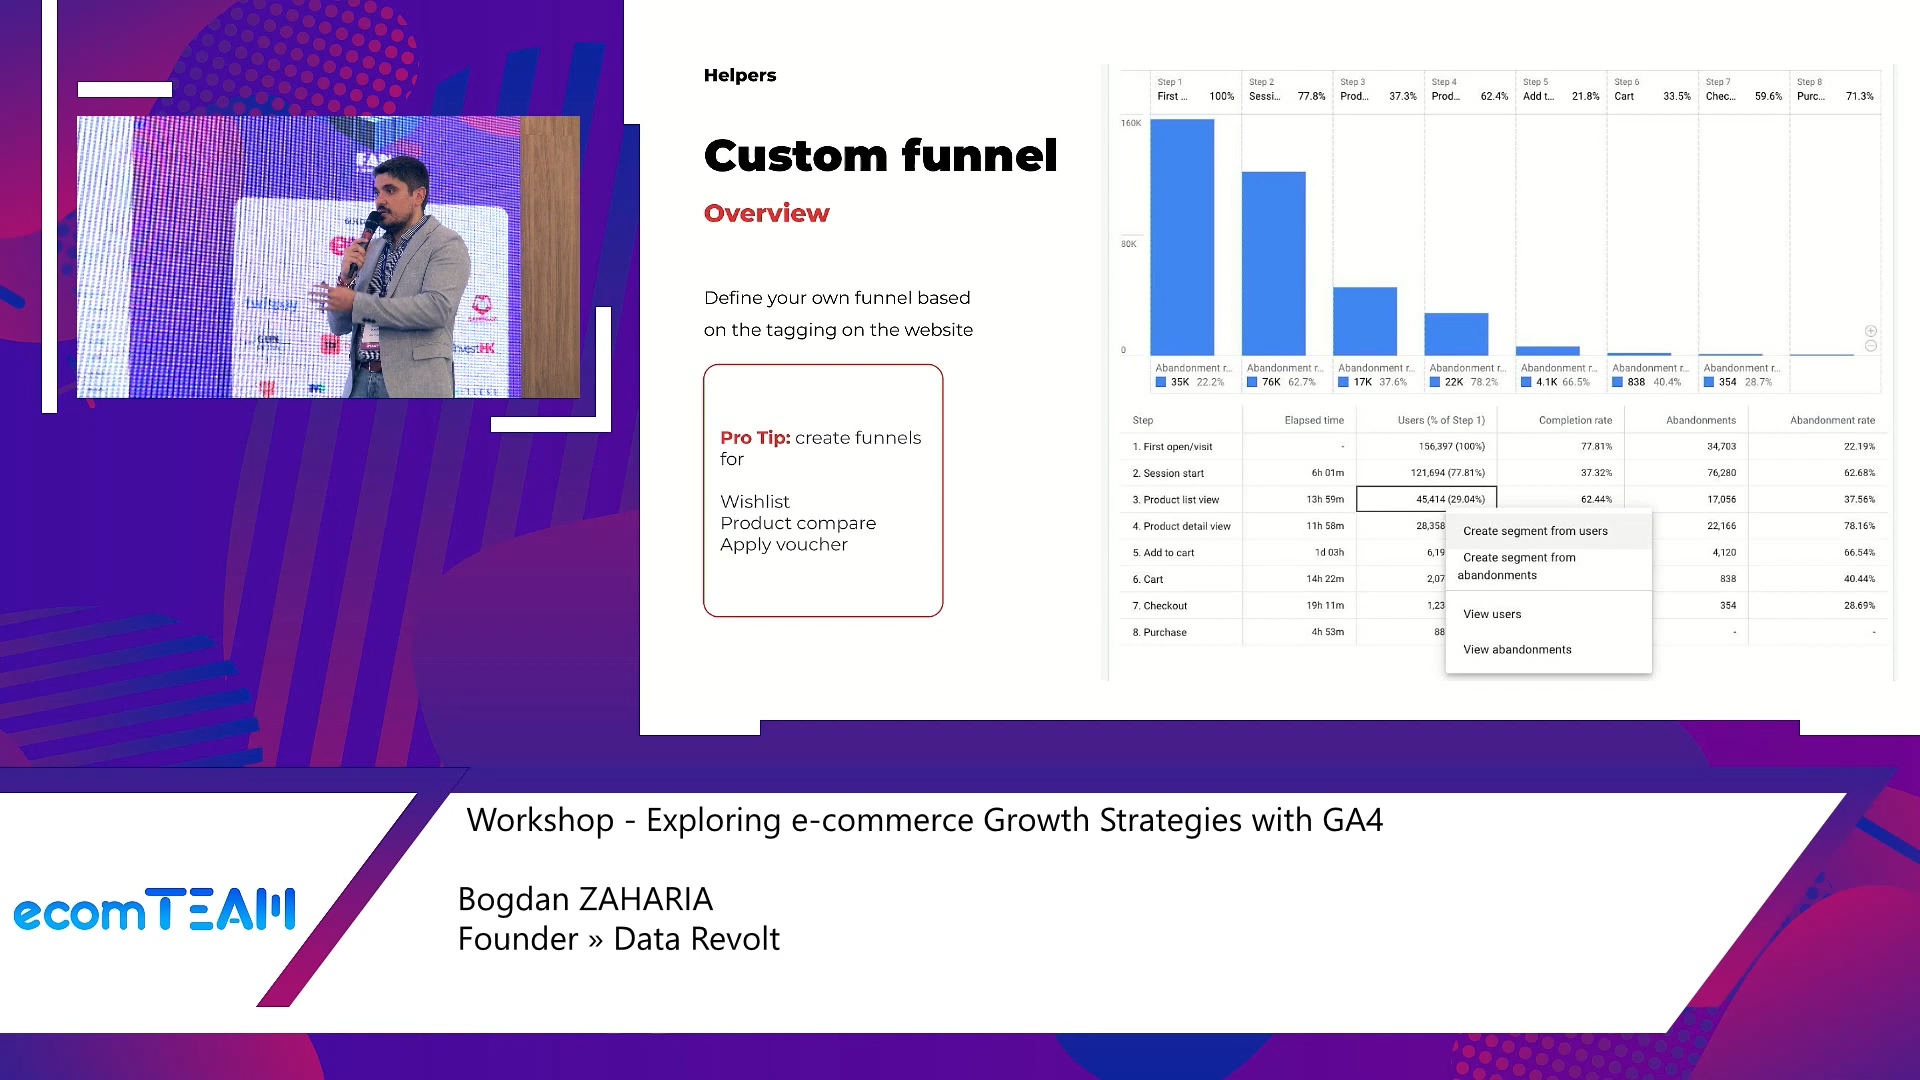 Helpers
Custom funnel
Overview
Define your own funnel based
on the tagging on the website
Pro Tip: create funnels
for
Wishlist
Product compare
Apply voucher
Step 1 Step 2 Step 3 Step 4 Step 5 Step 6 Step 7 Step 8
First ... 100% Sessi... 77.8% Prod... 37.3% Prod... 62.4% Add t... 21.8% Cart 33.5% Chec... 59.6% Purc... 71.3%
160K
80K
0
Abandonment r... Abandonment r... Abandonment r... Abandonment r... Abandonment r... Abandonment r... Abandonment r...
35K 22.2% 76K 62.7% 17K 37.6% 22K 78.2% 4.1K 66.5% 838 40.4% 354 28.7%
Step Elapsed time Users (% of Step 1) Completion rate Abandonments Abandonment rate
1. First open/visit - 156,397 (100%) 77.81% 34,703 22.19%
2. Session start 6h 01m 121,694 (77.81%) 37.32% 76,280 62.68%
3. Product list view 13h 59m 45,414 (29.04%) 62.44% 17,056 37.56%
4. Product detail view 11h 58m 28,358 22,166 78.16%
5. Add to cart 1d 03h 6,19 4,120 66.54%
6. Cart 14h 22m 2,07 838 40.44%
7. Checkout 19h 11m 1,23 354 28.69%
8. Purchase 4h 53m 88 - -
Create segment from users
Create segment from
abandonments
View users
View abandonments
Workshop - Exploring e-commerce Growth Strategies with GA4
Bogdan ZAHARIA
Founder » Data Revolt
ecomTEAM